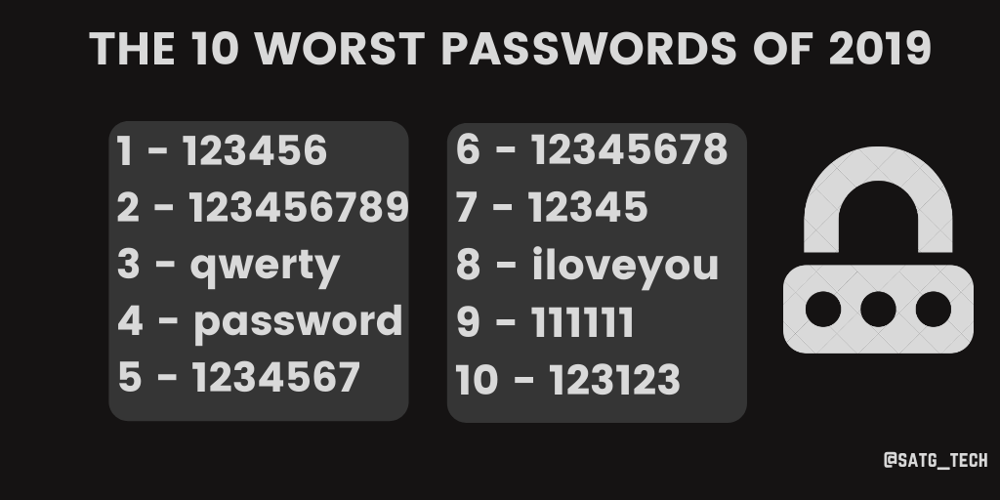 THE 10 WORST PASSWORDS OF 2019
1 - 123456
2 - 123456789
3 - qwerty
4 - password
5 - 1234567
6 - 12345678
7 - 12345
8 - iloveyou
9 - 111111
10 - 123123
@SATG_TECH